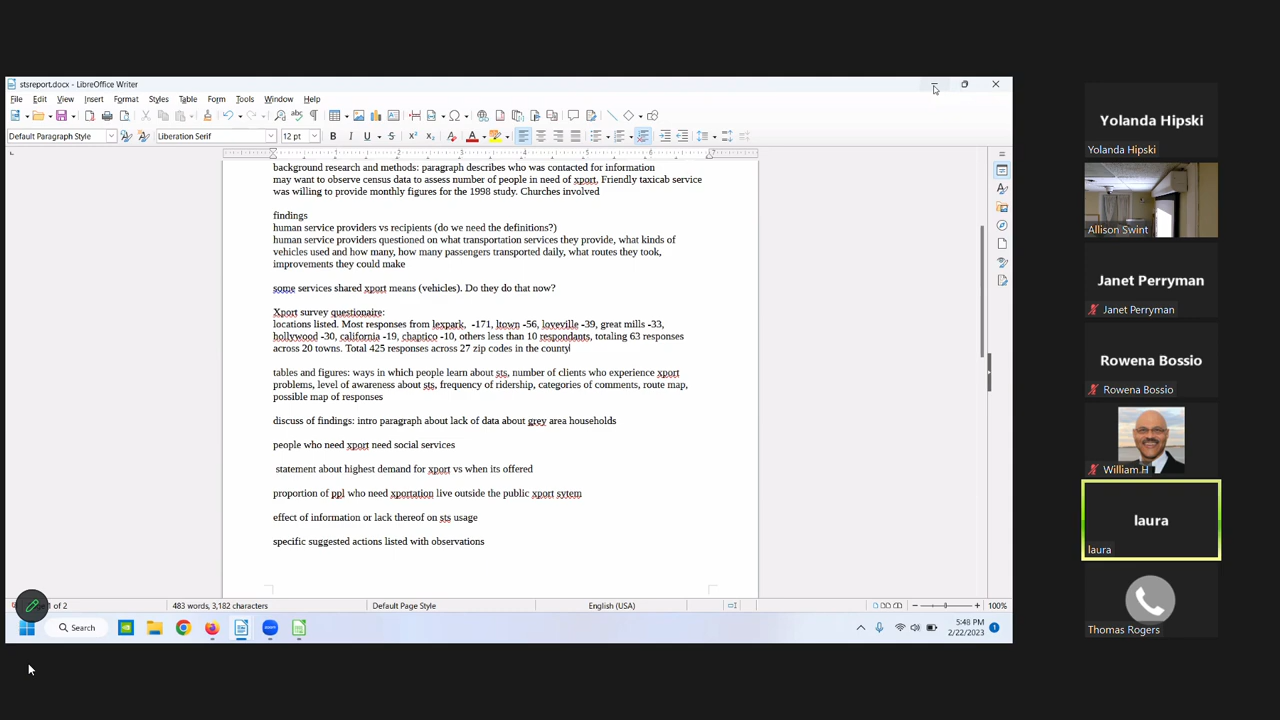 stsreport.docx - LibreOffice Writer
File Edit View Insert Format Styles Table Form Tools Window Help
Default Paragraph Style Liberation Serif 12 pt
background research and methods: paragraph describes who was contacted for information
may want to observe census data to assess number of people in need of xport. Friendly taxicab service
was willing to provide monthly figures for the 1998 study. Churches involved
findings
human service providers vs recipients (do we need the definitions?)
human service providers questioned on what transportation services they provide, what kinds of
vehicles used and how many, how many passengers transported daily, what routes they took,
improvements they could make
some services shared xport means (vehicles). Do they do that now?
Xport survey questionaire:
locations listed. Most responses from lexpark, -171, ltown -56, loveville -39, great mills -33,
hollywood -30, california -19, chaptico -10, others less than 10 respondants, totaling 63 responses
across 20 towns. Total 425 responses across 27 zip codes in the county
tables and figures: ways in which people learn about sts, number of clients who experience xport
problems, level of awareness about sts, frequency of ridership, categories of comments, route map,
possible map of responses
discuss of findings: intro paragraph about lack of data about grey area households
people who need xport need social services
statement about highest demand for xport vs when its offered
proportion of ppl who need xportation live outside the public xport sytem
effect of information or lack thereof on sts usage
specific suggested actions listed with observations
1 of 2 483 words, 3,182 characters Default Page Style English (USA) 100%
Search
5:48 PM
2/22/2023
Yolanda Hipski
Yolanda Hipski
Allison Swint
Janet Perryman
Janet Perryman
Rowena Bossio
Rowena Bossio
William.H
laura
laura
Thomas Rogers